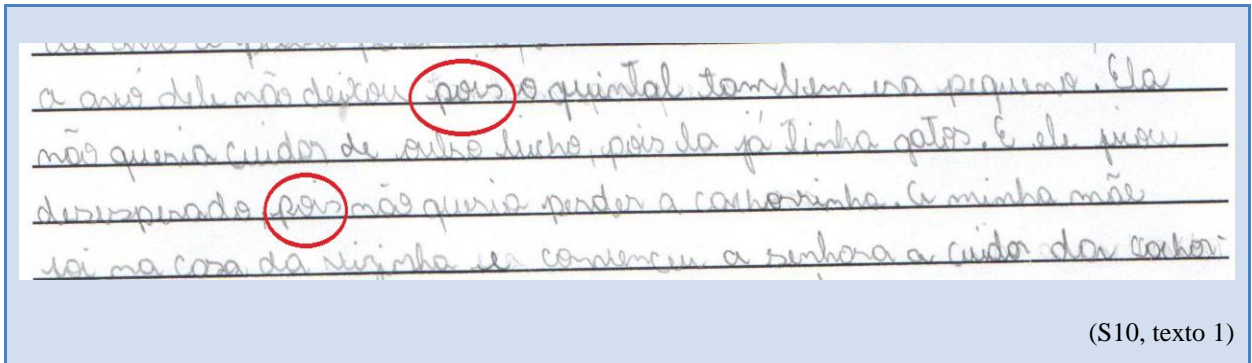 a avó dele não deixou pois o quintal tambem era pequeno. Ela
não queria cuidar de outro bicho, pois la já tinha gatos. E ele ficou
desesperado pois não queria perder a cachorrinha. A minha mãe
foi na casa da vizinha e convenceu a senhora a cuidar da cachor-
(S10, texto 1)